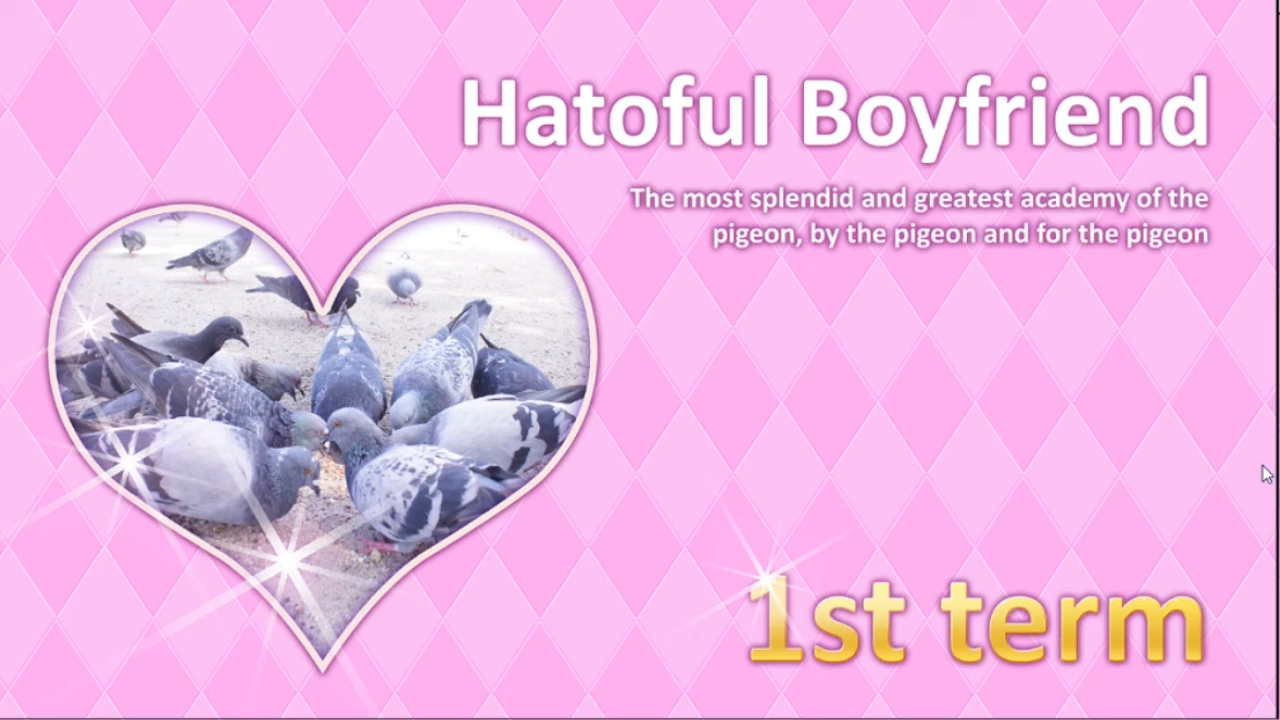 Hatoful Boyfriend
The most splendid and greatest academy of the
pigeon, by the pigeon and for the pigeon
1st term